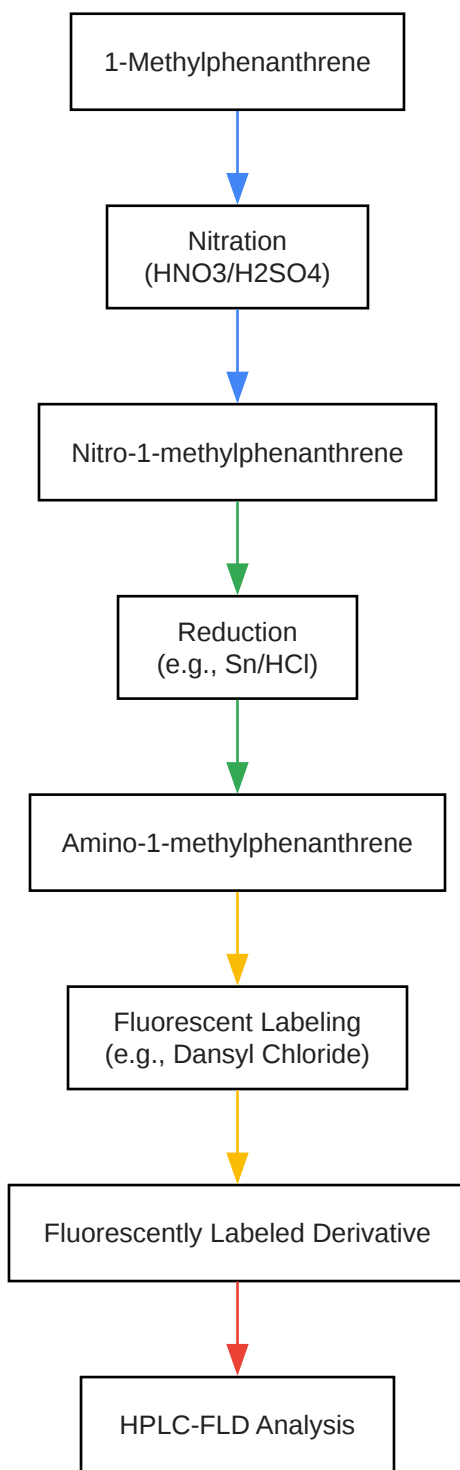 1-Methylphenanthrene
Nitration
(HNO3/H2SO4)
Nitro-1-methylphenanthrene
Reduction
(e.g., Sn/HCl)
Amino-1-methylphenanthrene
Fluorescent Labeling
(e.g., Dansyl Chloride)
Fluorescently Labeled Derivative
HPLC-FLD Analysis